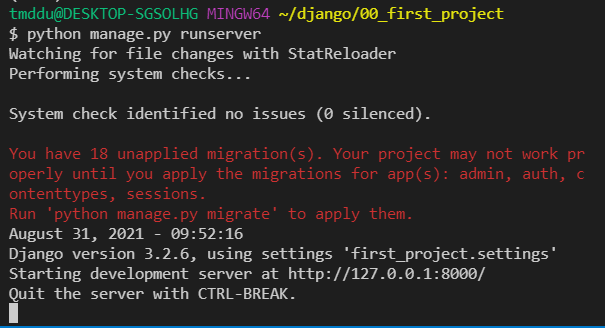 tmddu@DESKTOP-SGSOLHG MINGW64 ~/django/00_first_project
$ python manage.py runserver
Watching for file changes with StatReloader
Performing system checks...
System check identified no issues (0 silenced).
You have 18 unapplied migration(s). Your project may not work pr
operly until you apply the migrations for app(s): admin, auth, c
ontenttypes, sessions.
Run 'python manage.py migrate' to apply them.
August 31, 2021 - 09:52:16
Django version 3.2.6, using settings 'first_project.settings'
Starting development server at http://127.0.0.1:8000/
Quit the server with CTRL-BREAK.